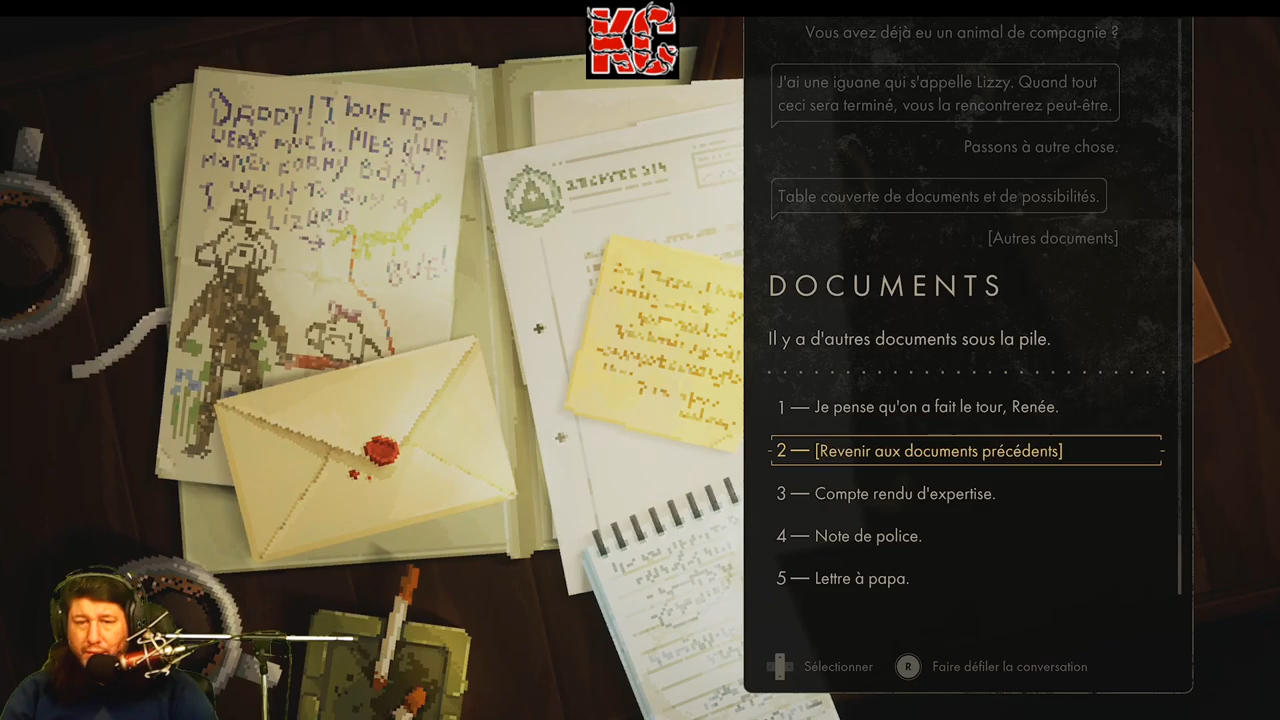 KC
DADDY! I LOVE YOU
VERY MUCH. PLES GIVE
MONEY FOR MY B-DAY.
I WANT TO BUY A
LIZARD
Vous avez déjà eu un animal de compagnie ?
J'ai une iguane qui s'appelle Lizzy. Quand tout
ceci sera terminé, vous la rencontrerez peut-être.
Passons à autre chose.
Table couverte de documents et de possibilités.
[Autres documents]
DOCUMENTS
Il y a d'autres documents sous la pile.
1 — Je pense qu'on a fait le tour, Renée.
2 — [Revenir aux documents précédents]
3 — Compte rendu d'expertise.
4 — Note de police.
5 — Lettre à papa.
Sélectionner
R Faire défiler la conversation